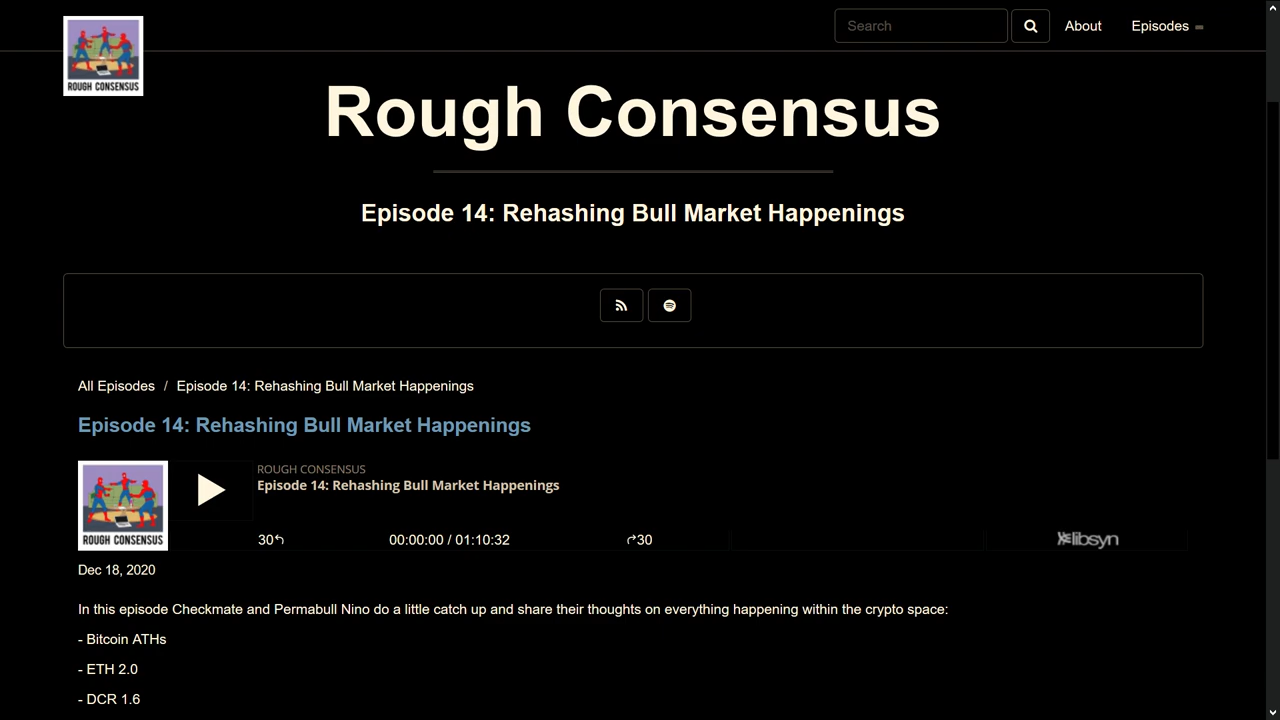 ROUGH CONSENSUS
Search
About
Episodes
Rough Consensus
Episode 14: Rehashing Bull Market Happenings
All Episodes / Episode 14: Rehashing Bull Market Happenings
Episode 14: Rehashing Bull Market Happenings
ROUGH CONSENSUS
ROUGH CONSENSUS
Episode 14: Rehashing Bull Market Happenings
30 00:00:00 / 01:10:32 30 libsyn
Dec 18, 2020
In this episode Checkmate and Permabull Nino do a little catch up and share their thoughts on everything happening within the crypto space:
- Bitcoin ATHs
- ETH 2.0
- DCR 1.6